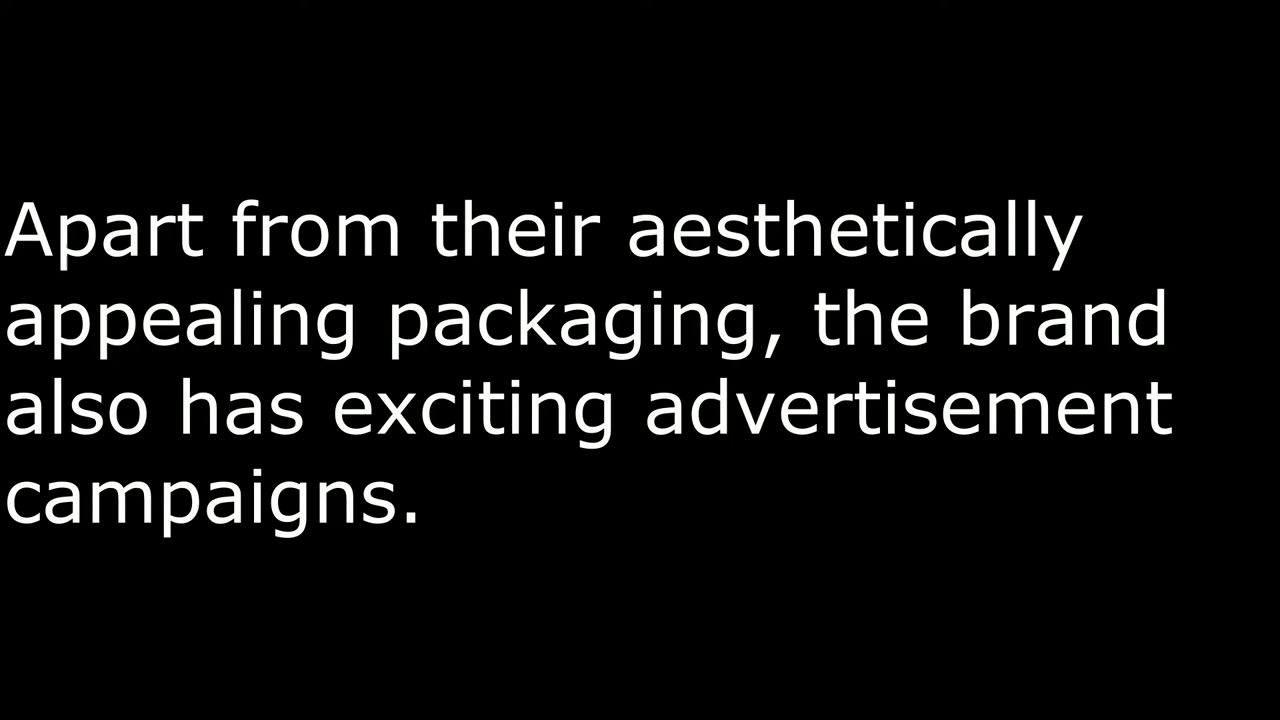 Apart from their aesthetically
appealing packaging, the brand
also has exciting advertisement
campaigns.